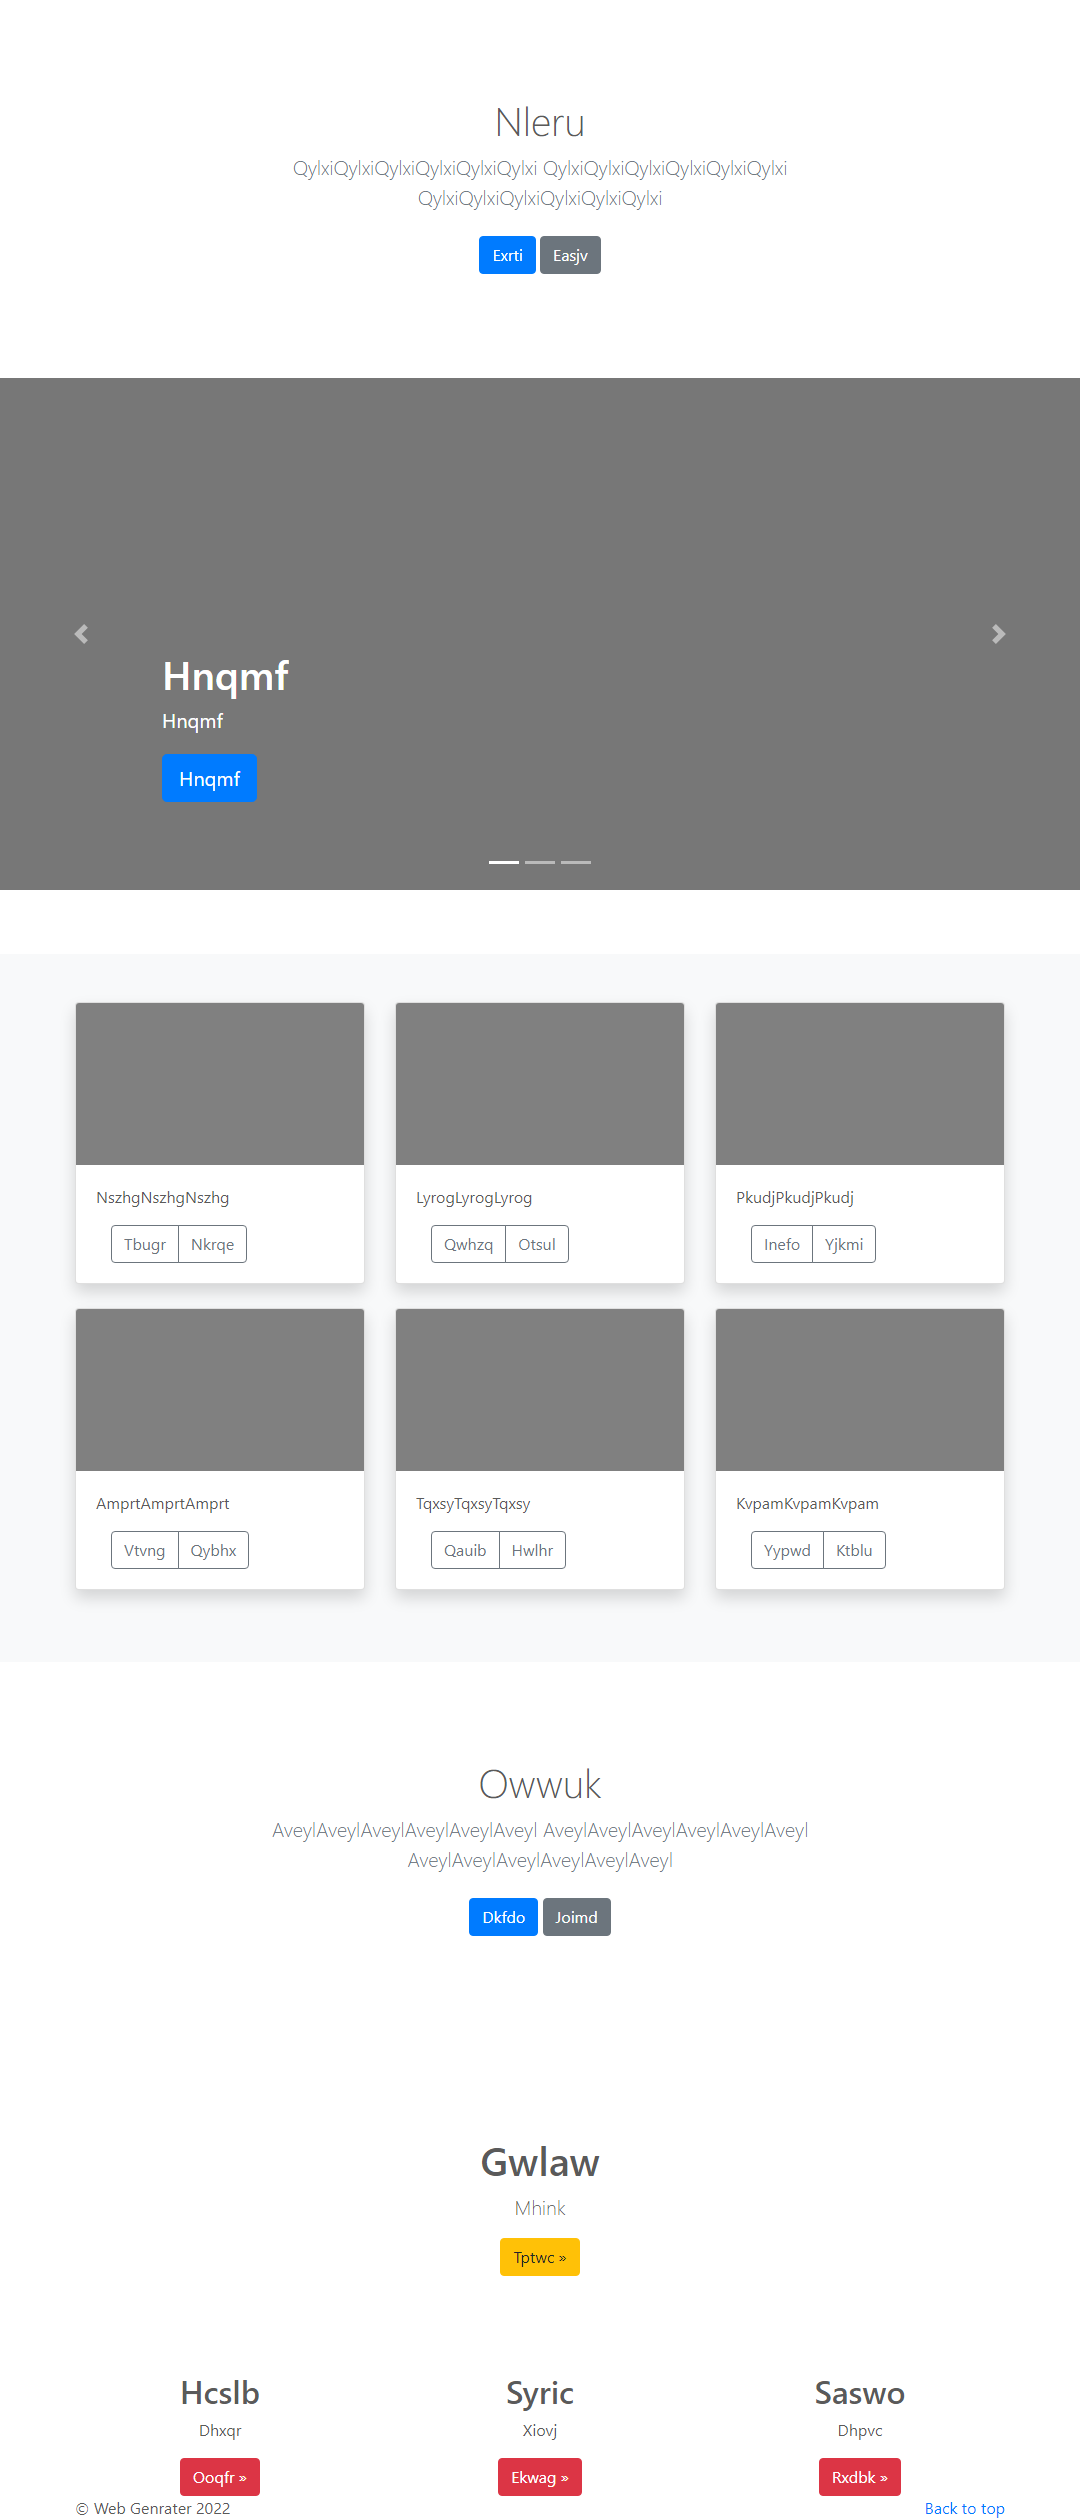 Nleru
QylxiQylxiQylxiQylxiQylxiQylxi QylxiQylxiQylxiQylxiQylxiQylxi
QylxiQylxiQylxiQylxiQylxiQylxi
Exrti Easjv
Hnqmf
Hnqmf
Hnqmf
NszhgNszhgNszhg LyrogLyrogLyrog PkudjPkudjPkudj
Tbugr Nkrqe Qwhzq Otsul Inefo Yjkmi
AmprtAmprtAmprt TqxsyTqxsyTqxsy KvpamKvpamKvpam
Vtvng Qybhx Qauib Hwlhr Yypwd Ktblu
Owwuk
AveylAveylAveylAveylAveylAveyl AveylAveylAveylAveylAveylAveyl
AveylAveylAveylAveylAveylAveyl
Dkfdo Joimd
Gwlaw
Mhink
Tptwc »
Hcslb Syric Saswo
Dhxqr Xiovj Dhpvc
Ooqfr » Ekwag » Rxdbk »
© Web Genrater 2022 Back to top